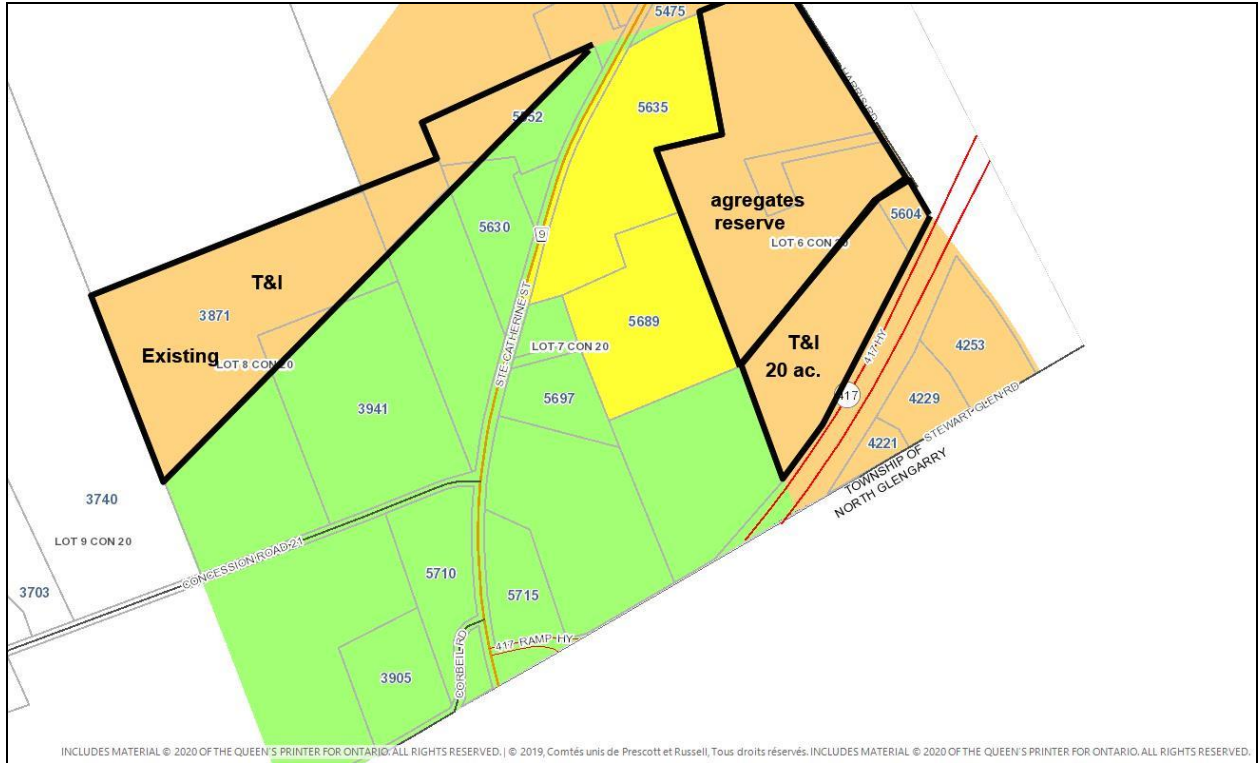 5475
HARRIS RD
5552
5635
agregates
reserve
5604
5630
9
LOT 6 CON 20
T&I
3871
5689
T&I
20 ac.
417 HY
4253
Existing
LOT 8 CON 20
LOT 7 CON 20
STE-CATHERINE ST
417
3941
5697
4229
STEWART GLEN RD
4221
TOWNSHIP OF
NORTH GLENGARRY
3740
LOT 9 CON 20
CONCESSION ROAD 21
5710
3703
5715
417 RAMP HY
CORBEIL RD
3905
INCLUDES MATERIAL © 2020 OF THE QUEEN'S PRINTER FOR ONTARIO. ALL RIGHTS RESERVED. | © 2019, Comtés unis de Prescott et Russell, Tous droits réservés. INCLUDES MATERIAL © 2020 OF THE QUEEN'S PRINTER FOR ONTARIO. ALL RIGHTS RESERVED.